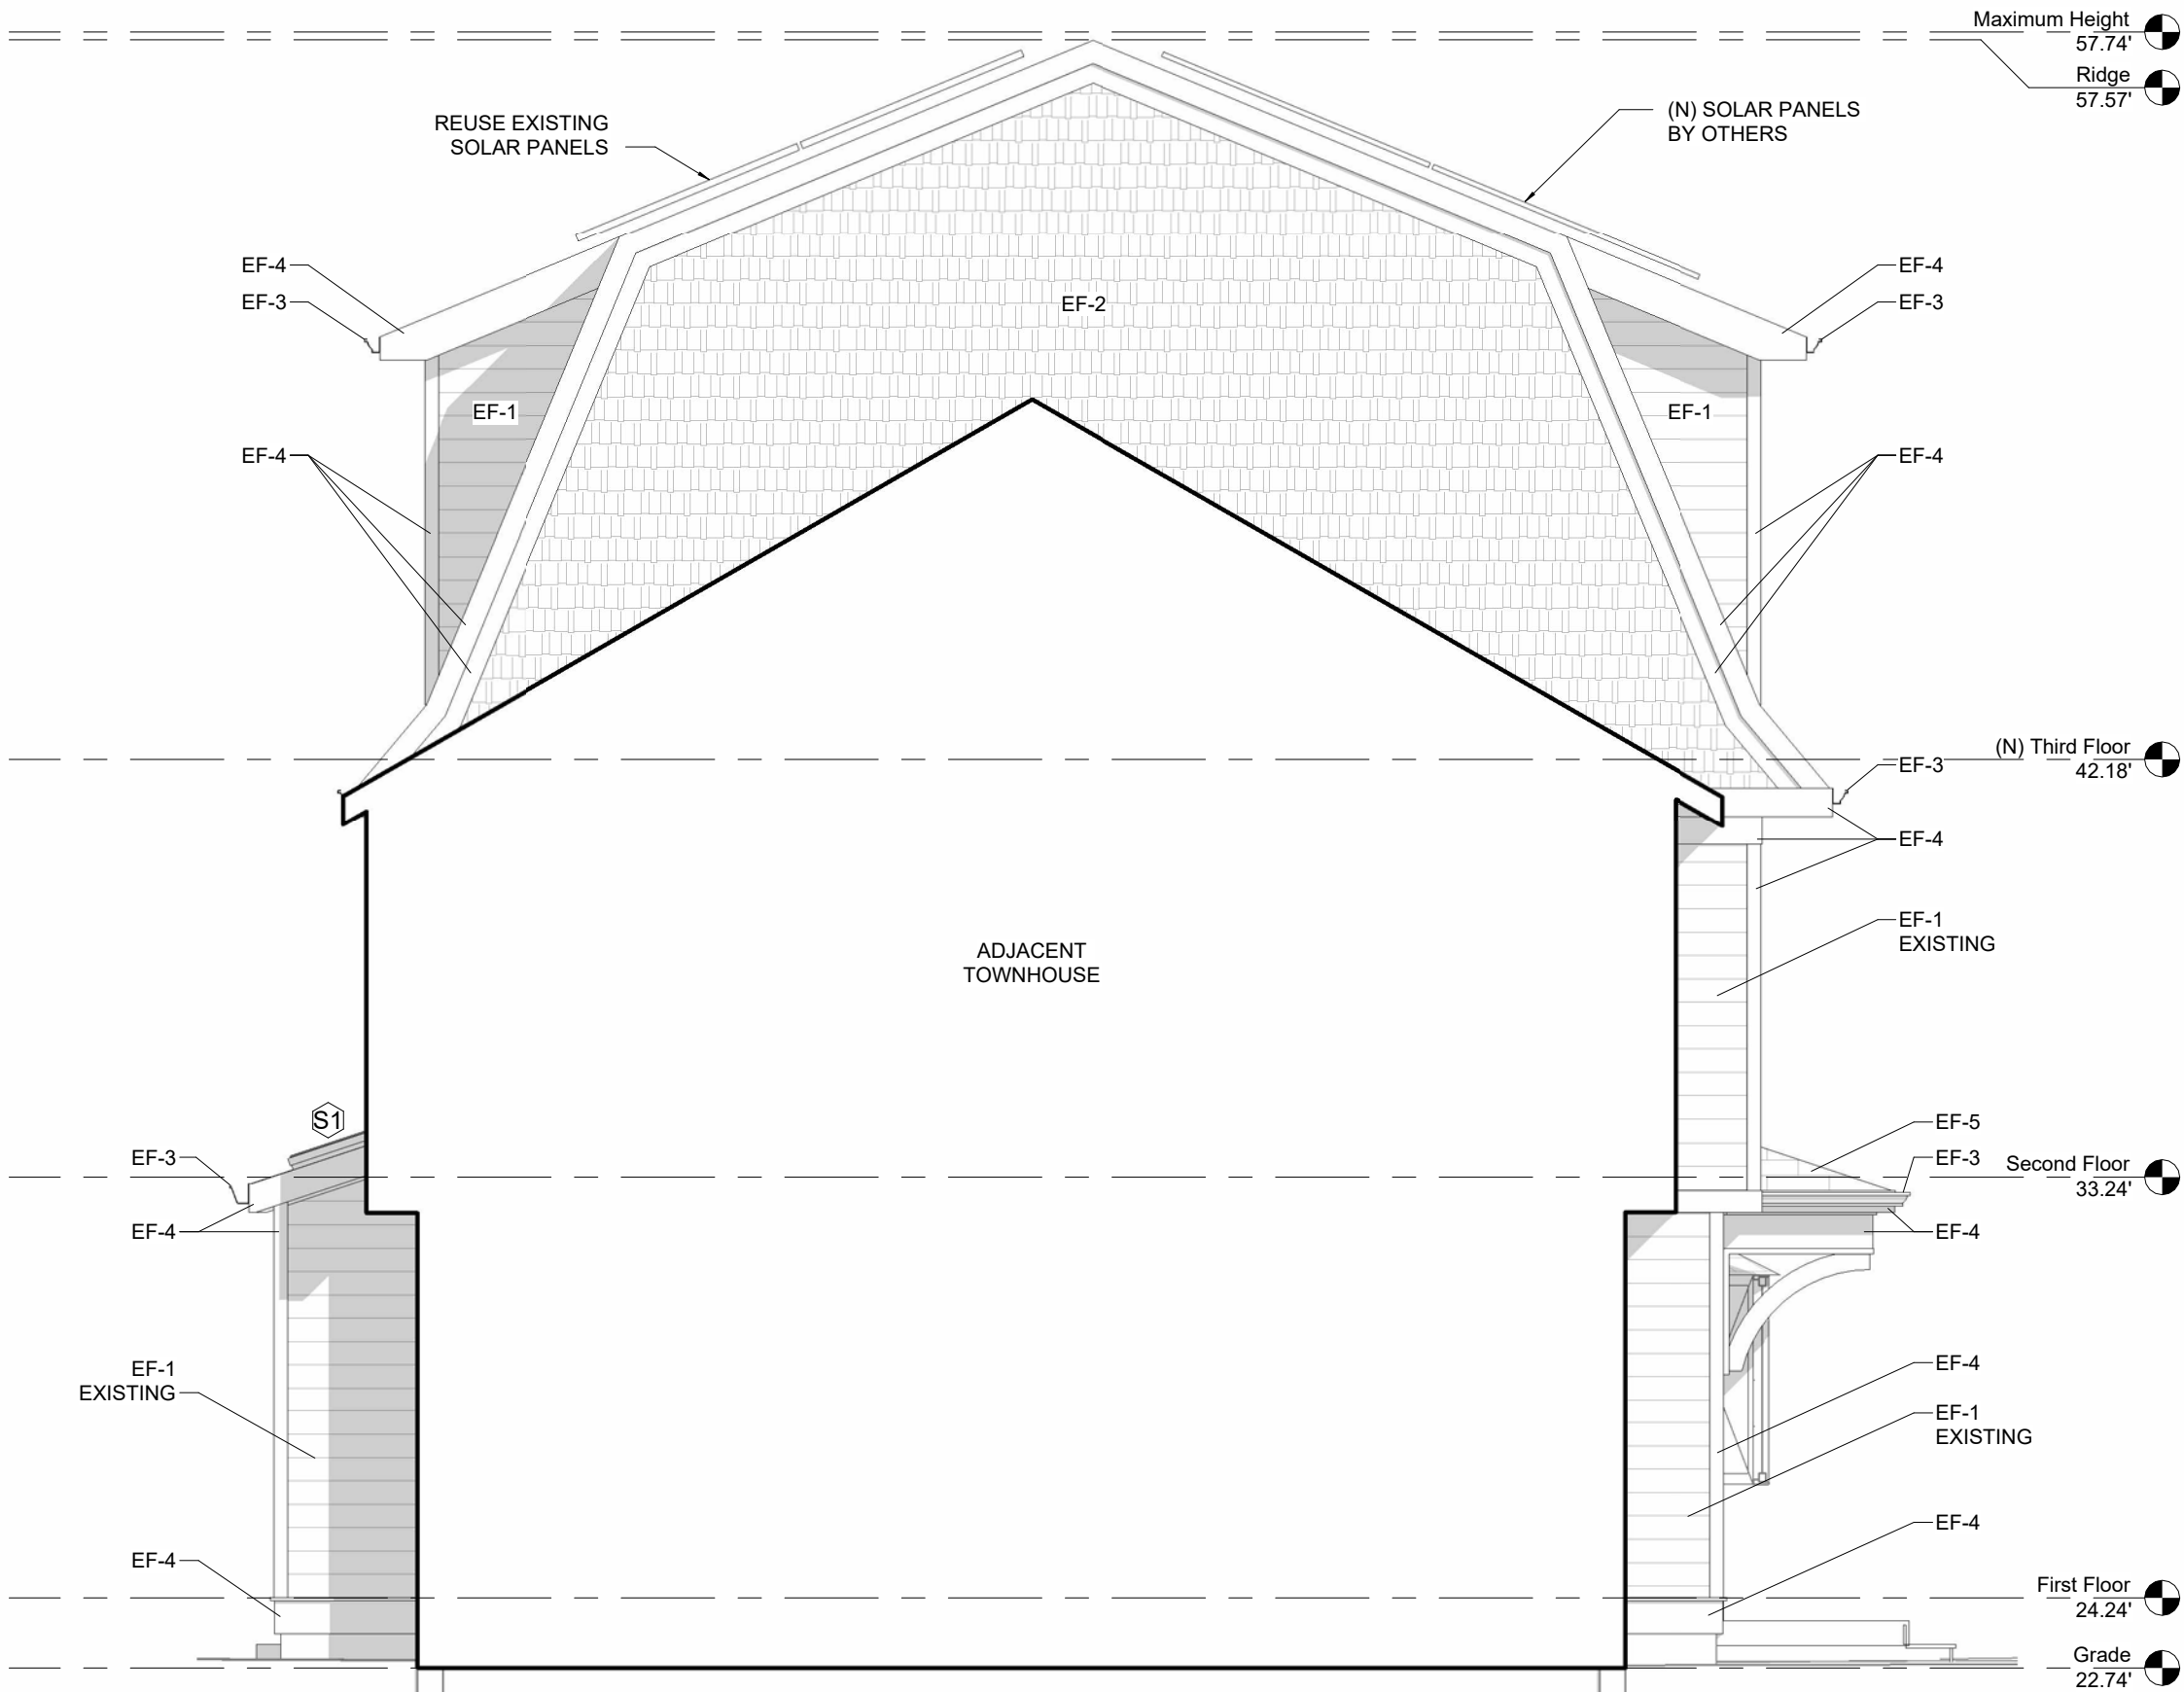 Maximum Height
57.74'
Ridge
57.57'
REUSE EXISTING
SOLAR PANELS
(N) SOLAR PANELS
BY OTHERS
EF-4
EF-3
EF-2
EF-4
EF-3
EF-1
EF-1
EF-4
EF-4
(N) Third Floor
42.18'
EF-3
EF-4
EF-1
EXISTING
ADJACENT
TOWNHOUSE
S1
EF-5
EF-3
EF-3
Second Floor
33.24'
EF-4
EF-4
EF-1
EXISTING
EF-4
EF-1
EXISTING
EF-4
EF-4
First Floor
24.24'
Grade
22.74'